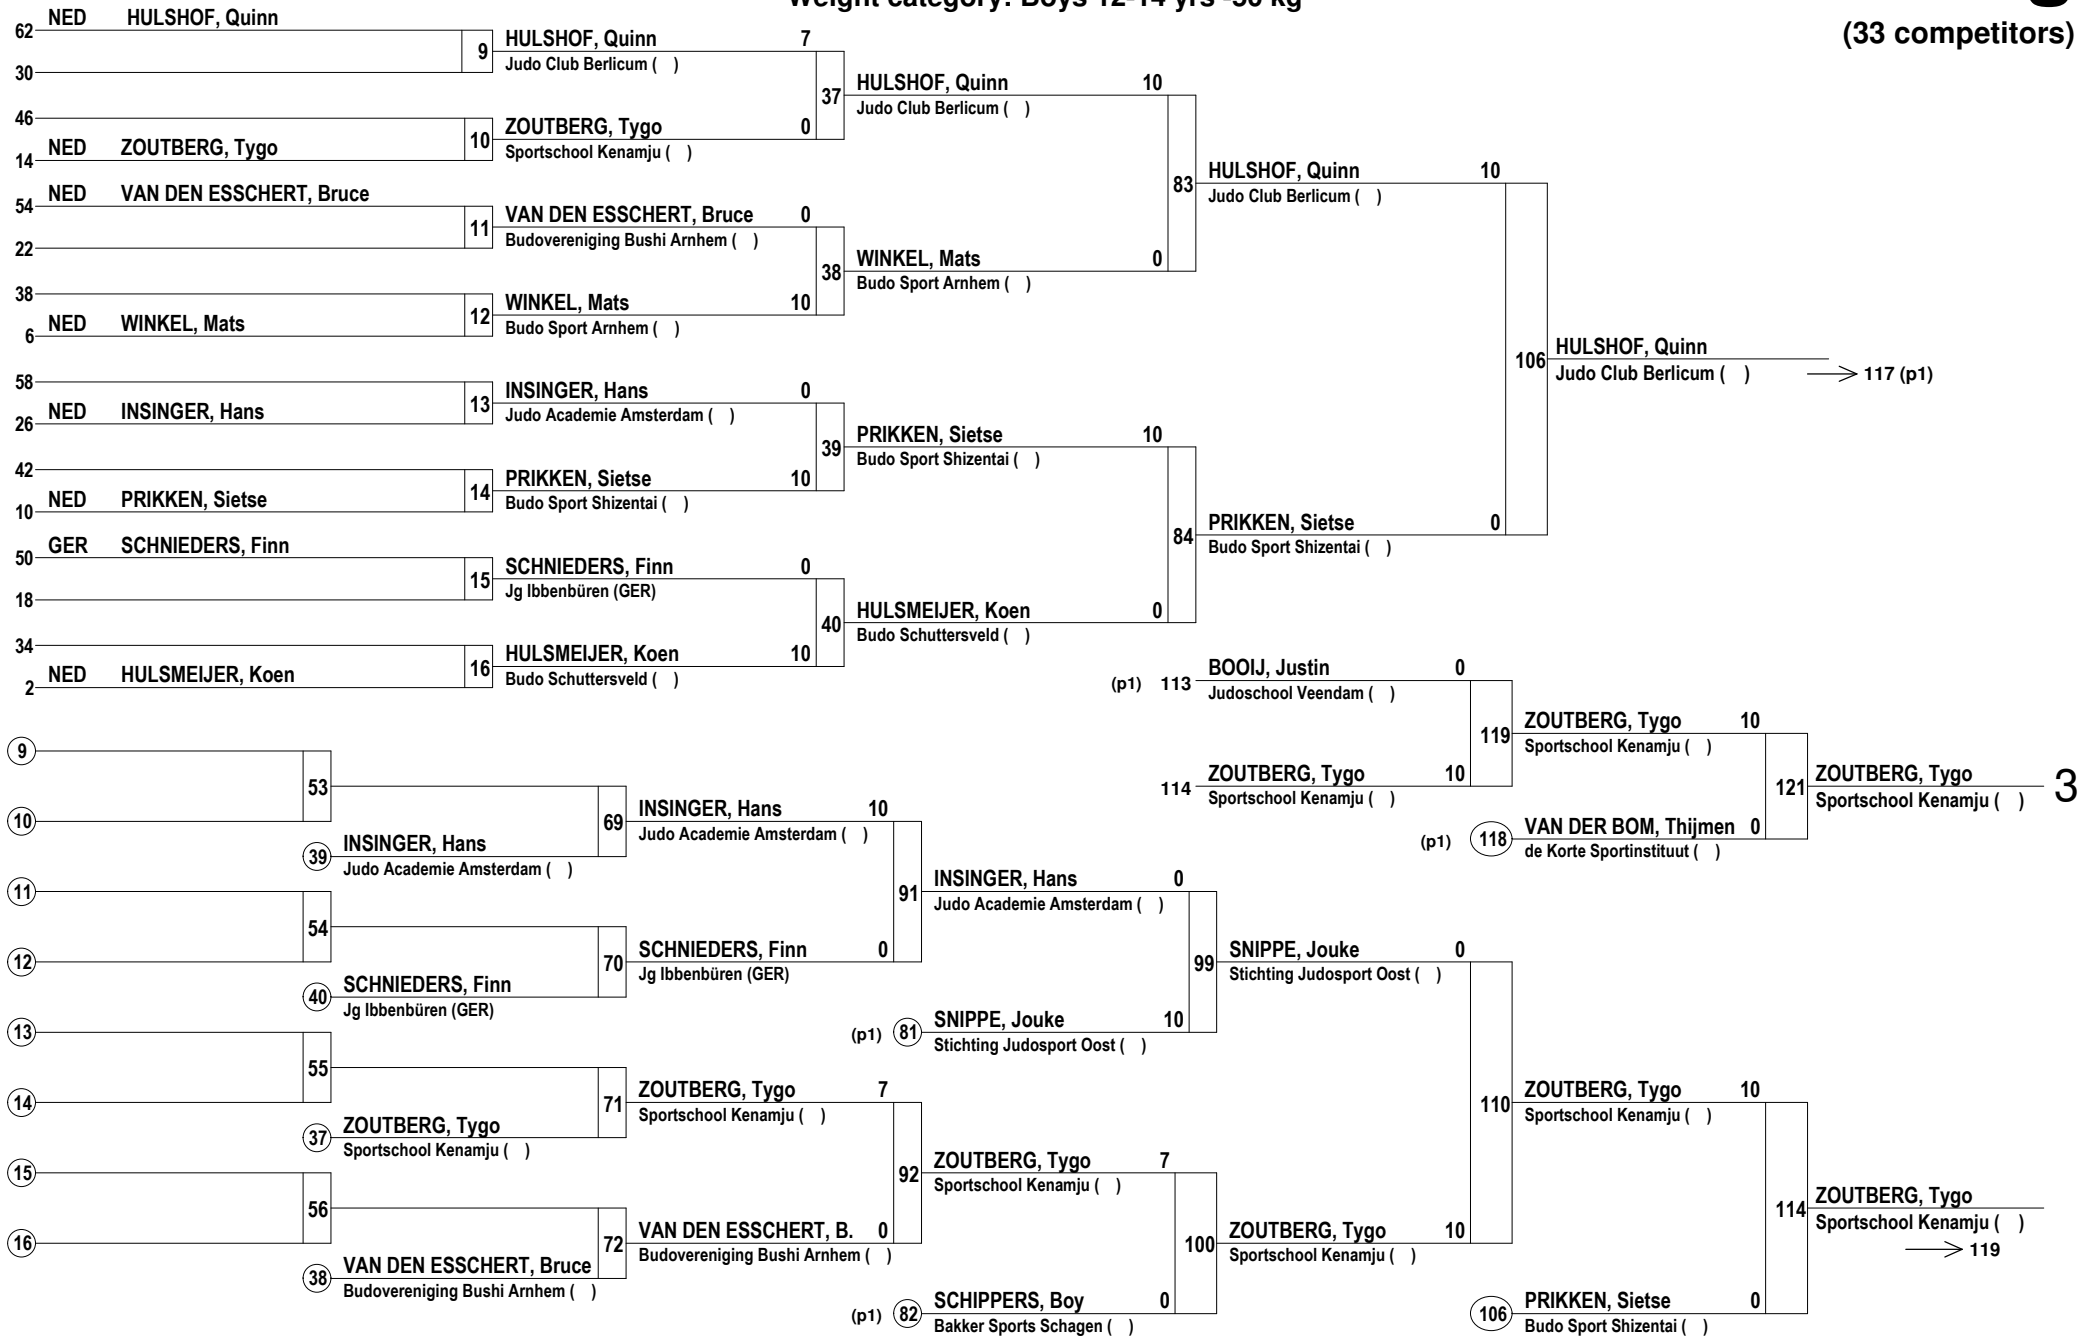 Weight category: Boys 12-14 yrs -50 kg
(33 competitors)
62 NED HULSHOF, Quinn
30
9 HULSHOF, Quinn 7
Judo Club Berlicum ( )
46
14 NED ZOUTBERG, Tygo
10 ZOUTBERG, Tygo 0
Sportschool Kenamju ( )
37 HULSHOF, Quinn 10
Judo Club Berlicum ( )
54 NED VAN DEN ESSCHERT, Bruce
22
11 VAN DEN ESSCHERT, Bruce 0
Budovereniging Bushi Arnhem ( )
38
6 NED WINKEL, Mats
12 WINKEL, Mats 10
Budo Sport Arnhem ( )
38 WINKEL, Mats 0
Budo Sport Arnhem ( )
83 HULSHOF, Quinn 10
Judo Club Berlicum ( )
58
26 NED INSINGER, Hans
13 INSINGER, Hans 0
Judo Academie Amsterdam ( )
42
10 NED PRIKKEN, Sietse
14 PRIKKEN, Sietse 10
Budo Sport Shizentai ( )
39 PRIKKEN, Sietse 10
Budo Sport Shizentai ( )
50 GER SCHNIEDERS, Finn
18
15 SCHNIEDERS, Finn 0
Jg Ibbenbüren (GER)
34
2 NED HULSMEIJER, Koen
16 HULSMEIJER, Koen 10
Budo Schuttersveld ( )
40 HULSMEIJER, Koen 0
Budo Schuttersveld ( )
84 PRIKKEN, Sietse 0
Budo Sport Shizentai ( )
106 HULSHOF, Quinn
Judo Club Berlicum ( )
117 (p1)
(p1) 113 BOOIJ, Justin 0
Judoschool Veendam ( )
114 ZOUTBERG, Tygo 10
Sportschool Kenamju ( )
119 ZOUTBERG, Tygo 10
Sportschool Kenamju ( )
(p1) 118 VAN DER BOM, Thijmen 0
de Korte Sportinstituut ( )
121 ZOUTBERG, Tygo 3
Sportschool Kenamju ( )
9
10
53
39 INSINGER, Hans
Judo Academie Amsterdam ( )
69 INSINGER, Hans 10
Judo Academie Amsterdam ( )
11
12
54
40 SCHNIEDERS, Finn
Jg Ibbenbüren (GER)
70 SCHNIEDERS, Finn 0
Jg Ibbenbüren (GER)
91 INSINGER, Hans 0
Judo Academie Amsterdam ( )
(p1) 81 SNIPPE, Jouke 10
Stichting Judosport Oost ( )
99 SNIPPE, Jouke 0
Stichting Judosport Oost ( )
13
14
55
37 ZOUTBERG, Tygo
Sportschool Kenamju ( )
71 ZOUTBERG, Tygo 7
Sportschool Kenamju ( )
15
16
56
38 VAN DEN ESSCHERT, Bruce
Budovereniging Bushi Arnhem ( )
72 VAN DEN ESSCHERT, B. 0
Budovereniging Bushi Arnhem ( )
92 ZOUTBERG, Tygo 7
Sportschool Kenamju ( )
(p1) 82 SCHIPPERS, Boy 0
Bakker Sports Schagen ( )
100 ZOUTBERG, Tygo 10
Sportschool Kenamju ( )
110 ZOUTBERG, Tygo 10
Sportschool Kenamju ( )
106 PRIKKEN, Sietse 0
Budo Sport Shizentai ( )
114 ZOUTBERG, Tygo
Sportschool Kenamju ( )
119